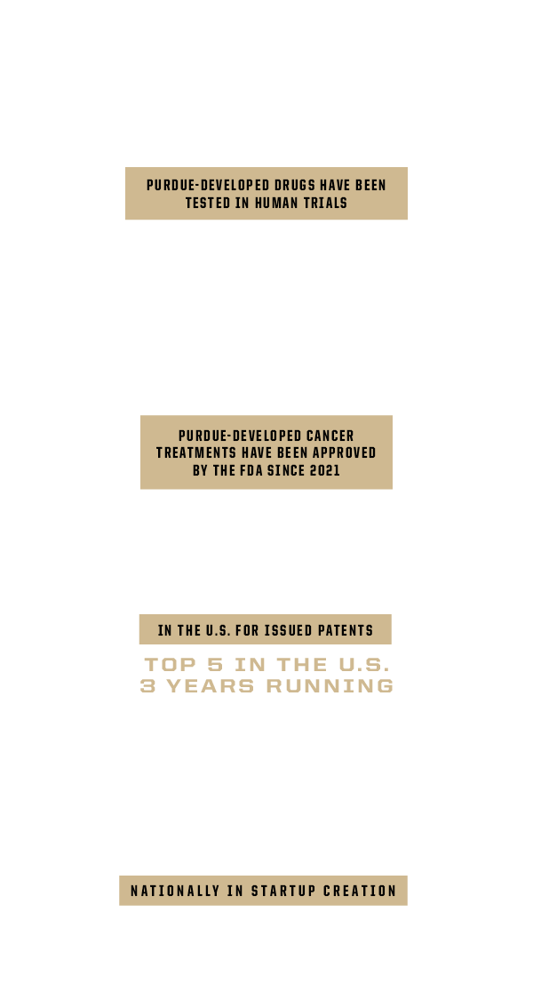 PURDUE-DEVELOPED DRUGS HAVE BEEN
TESTED IN HUMAN TRIALS
PURDUE-DEVELOPED CANCER
TREATMENTS HAVE BEEN APPROVED
BY THE FDA SINCE 2021
IN THE U.S. FOR ISSUED PATENTS
TOP 5 IN THE U.S.
3 YEARS RUNNING
NATIONALLY IN STARTUP CREATION